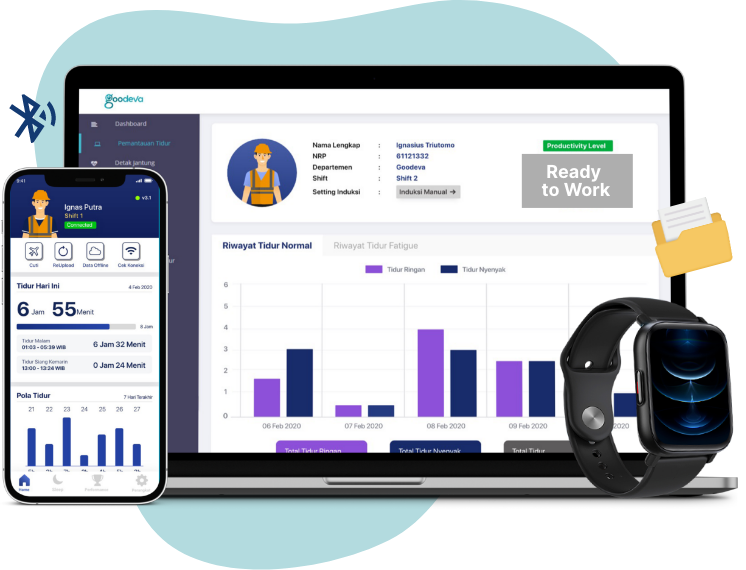 goodeva
Dashboard
Pemantauan Tidur
Detak Jantung
Nama Lengkap : Ignasius Triutomo
NRP : 61121332
Departemen : Goodeva
Shift : Shift 2
Setting Induksi : Induksi Manual →
Productivity Level
Ready
to Work
Riwayat Tidur Normal
Riwayat Tidur Fatigue
Tidur Ringan
Tidur Nyenyak
6
5
4
3
2
1
0
06 Feb 2020
07 Feb 2020
08 Feb 2020
09 Feb 2020
2020
Total Tidur Ringan
Total Tidur Nyenyak
Total Tidur
9:41
v3.1
Ignas Putra
Shift 1
Connected
Cuti
ReUpload
Data Offline
Cek Koneksi
Tidur Hari Ini
4 Feb 2020
6 Jam 55 Menit
6 Jam
Tidur Malam
01:03 - 05:39 WIB
6 Jam 32 Menit
Tidur Siang Kemarin
12:00 - 13:24 WIB
0 Jam 24 Menit
Pola Tidur
7 Hari Terakhir
21 22 23 24 25 26 27
Home